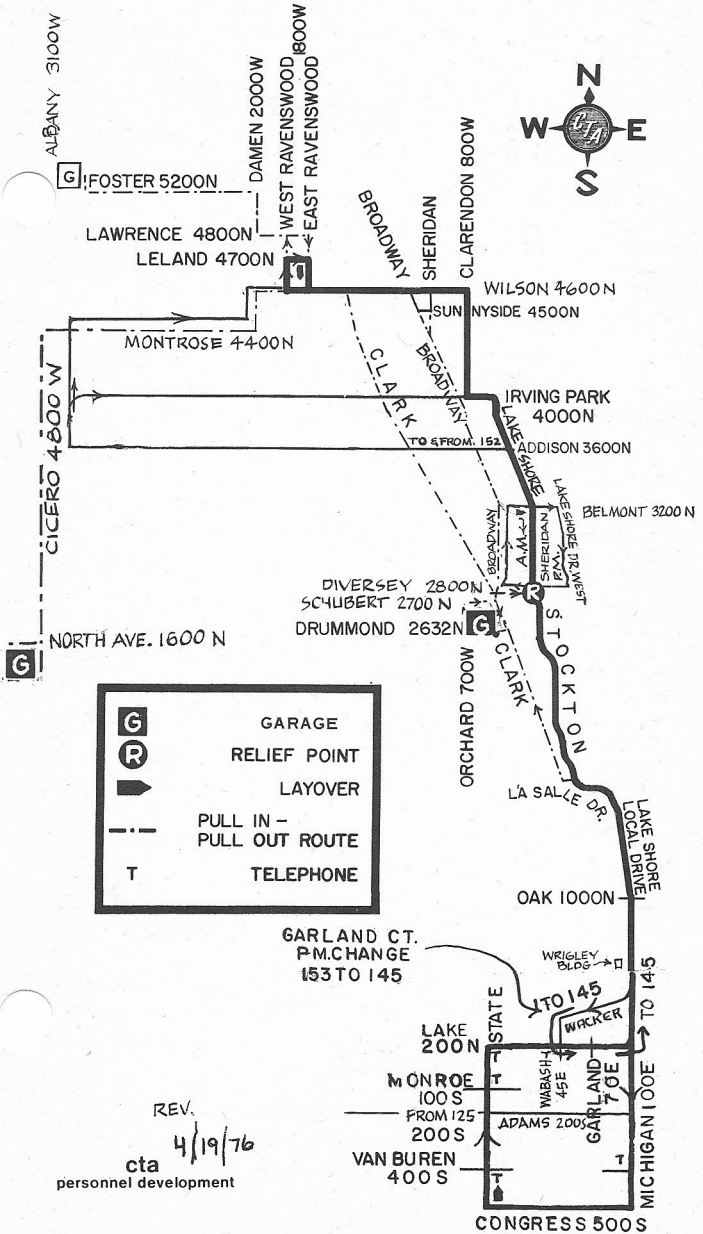 ALBANY 3100W
DAMEN 2000W
WEST RAVENSWOOD 1800W
EAST RAVENSWOOD
BROADWAY
SHERIDAN
CLARENDON 800W
N
W
CTA
E
S
G
FOSTER 5200N
LAWRENCE 4800N
LELAND 4700N
T
WILSON 4600N
SUNNYSIDE 4500N
MONTROSE 4400N
CLARK
BROADWAY
IRVING PARK
4000N
CICERO 4800 W
TO & FROM 152
LAKE SHORE
ADDISON 3600N
BELMONT 3200 N
BROADWAY
A.M.
SHERIDAN
P.M.
LAKE SHORE DR. WEST
DIVERSEY 2800N
SCHUBERT 2700 N
DRUMMOND 2632N
G
R
NORTH AVE. 1600 N
G
ORCHARD 700W
CLARK
STOCKTON
G GARAGE
R RELIEF POINT
LAYOVER
PULL IN -
PULL OUT ROUTE
T TELEPHONE
LA SALLE DR.
LAKE SHORE
LOCAL DRIVE
OAK 1000N
GARLAND CT.
P.M.CHANGE
153 TO 145
WRIGLEY
BLDG
TO 145
TO 145
WACKER
STATE
LAKE
200N
T
WABASH
45E
GARLAND
70E
MICHIGAN 100E
MONROE
100S
T
FROM 125
200S
ADAMS 200S
VAN BUREN
400S
T
T
CONGRESS 500S
REV.
4/19/76
cta
personnel development